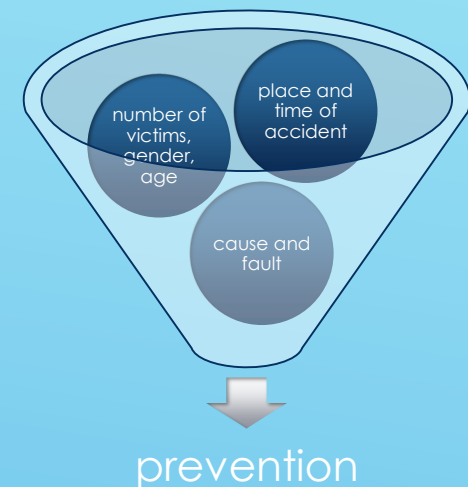 number of
victims,
gender,
age
place and
time of
accident
cause and
fault
prevention